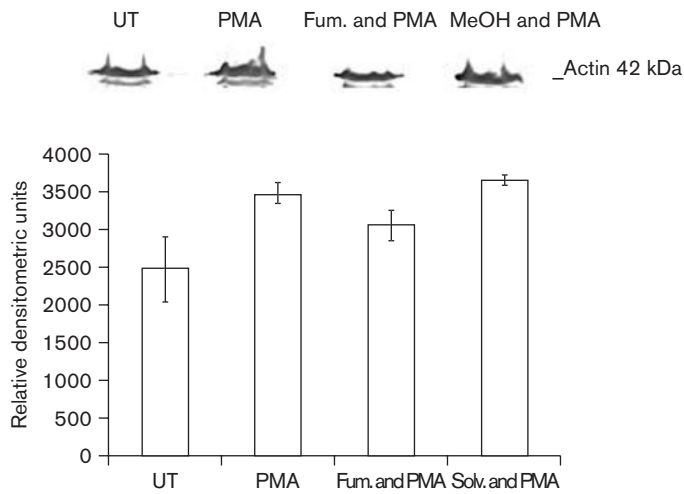 UT PMA Fum. and PMA MeOH and PMA
_Actin 42 kDa
Relative densitometric units
4000
3500
3000
2500
2000
1500
1000
500
0
UT PMA Fum. and PMA Solv. and PMA